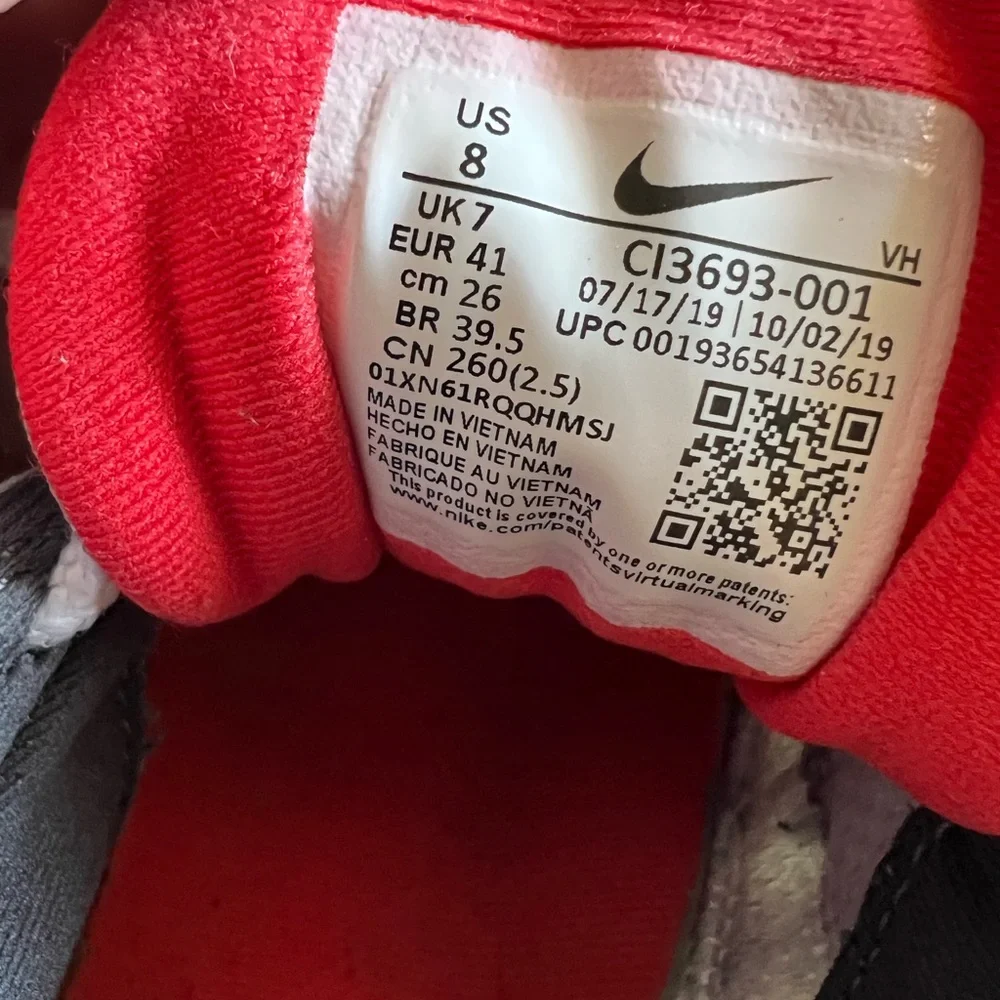 US
8
VH
UK 7
EUR 41
cm 26
BR 39.5
CN 260(2.5)
CI3693-001
07/17/19 | 10/02/19
UPC 00193654136611
01XN61RQQHMSJ
MADE IN VIETNAM
HECHO EN VIETNAM
FABRIQUE AU VIETNAM
FABRICADO NO VIETNÃ
This product is covered by one or more patents:
www.nike.com/patentsvirtualmarking